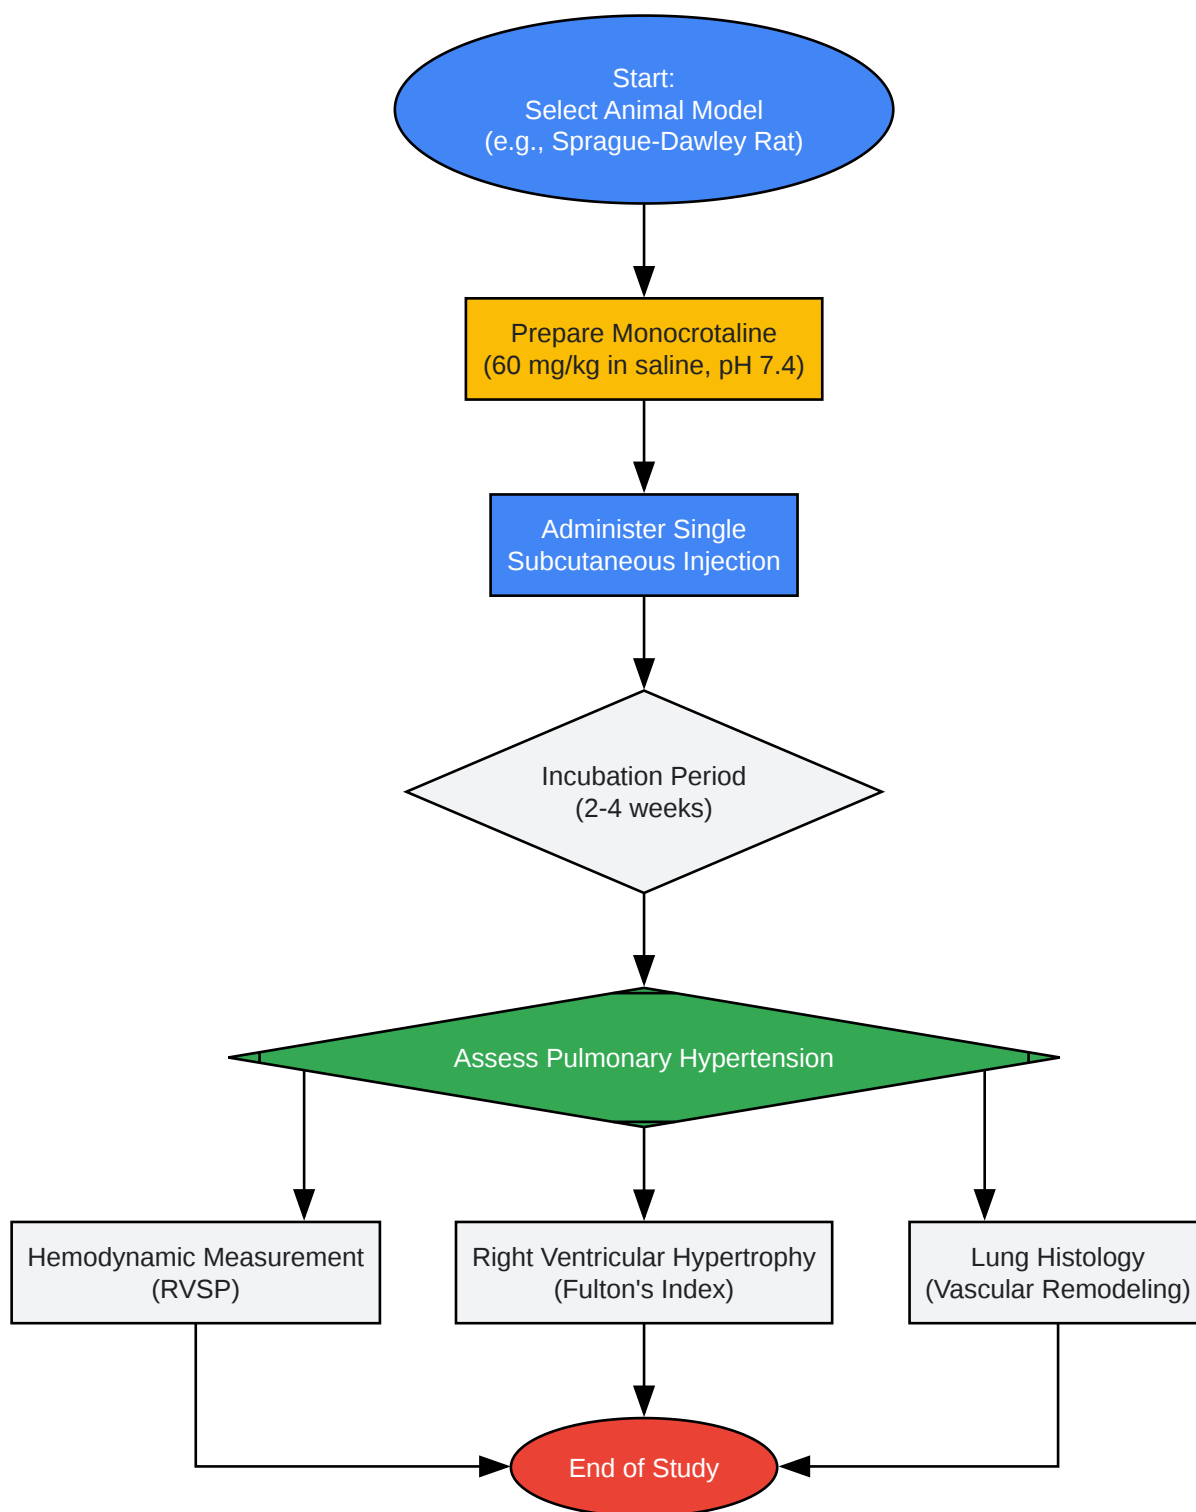 Start:
Select Animal Model
(e.g., Sprague-Dawley Rat)
Prepare Monocrotaline
(60 mg/kg in saline, pH 7.4)
Administer Single
Subcutaneous Injection
Incubation Period
(2-4 weeks)
Assess Pulmonary Hypertension
Hemodynamic Measurement
(RVSP)
Right Ventricular Hypertrophy
(Fulton's Index)
Lung Histology
(Vascular Remodeling)
End of Study